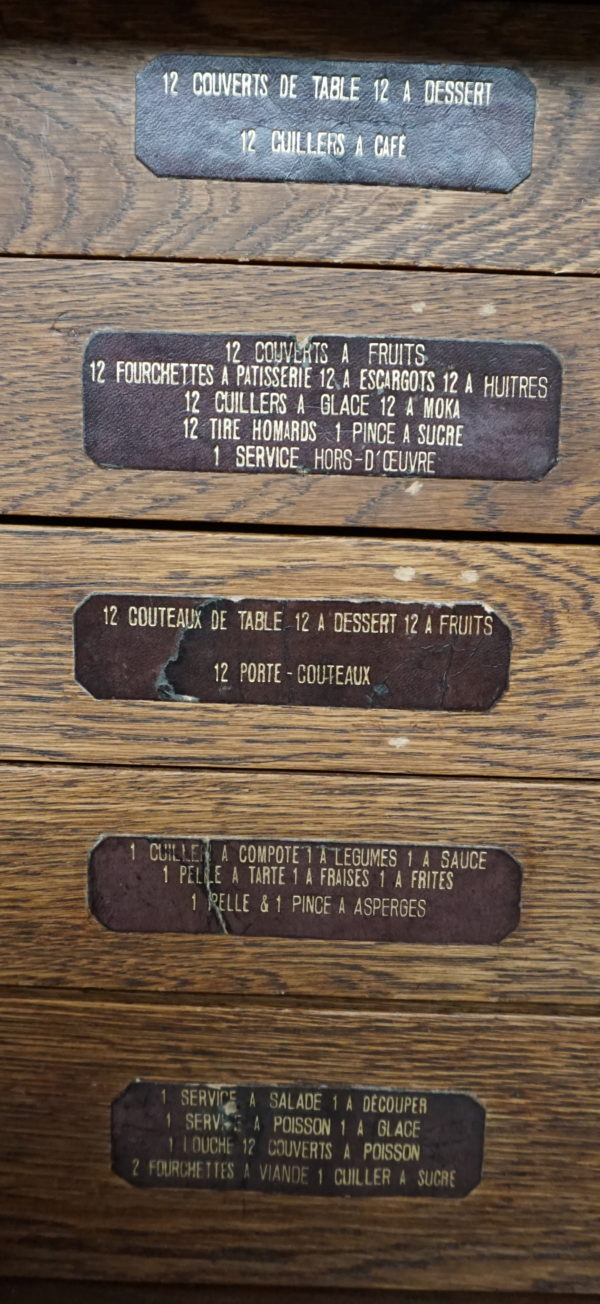 12 COUVERTS DE TABLE 12 A DESSERT
12 CUILLERS A CAFÉ
12 COUVERTS A FRUITS
12 FOURCHETTES A PATISSERIE 12 A ESCARGOTS 12 A HUITRES
12 CUILLERS A GLACE 12 A MOKA
12 TIRE HOMARDS 1 PINCE A SUCRE
1 SERVICE HORS-D'ŒUVRE
12 COUTEAUX DE TABLE 12 A DESSERT 12 A FRUITS
12 PORTE-COUTEAUX
1 CUILLER A COMPOTE 1 A LEGUMES 1 A SAUCE
1 PELLE A TARTE 1 A FRAISES 1 A FRITES
1 PELLE & 1 PINCE A ASPERGES
1 SERVICE A SALADE 1 A DÉCOUPER
1 SERVICE A POISSON 1 A GLACE
1 LOUCHE 12 COUVERTS A POISSON
2 FOURCHETTES A VIANDE 1 CUILLER A SUCRE